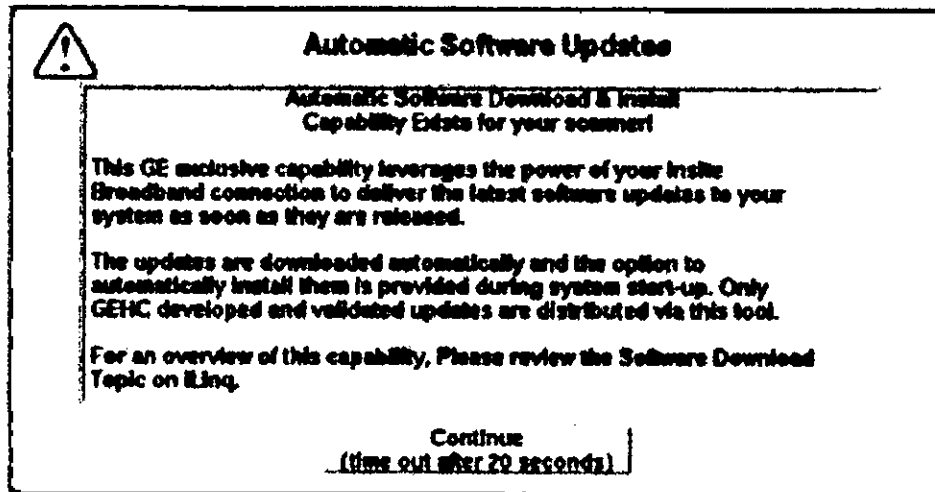 Automatic Software Updates
Automatic Software Download & Install
Capability Exists for your scanner!
This GE exclusive capability leverages the power of your Insite
Broadband connection to deliver the latest software updates to your
system as soon as they are released.
The updates are downloaded automatically and the option to
automatically install them is provided during system start-up. Only
GEHC developed and validated updates are distributed via this tool.
For an overview of this capability, Please review the Software Download
Topic on iLinq.
Continue
(time out after 20 seconds)